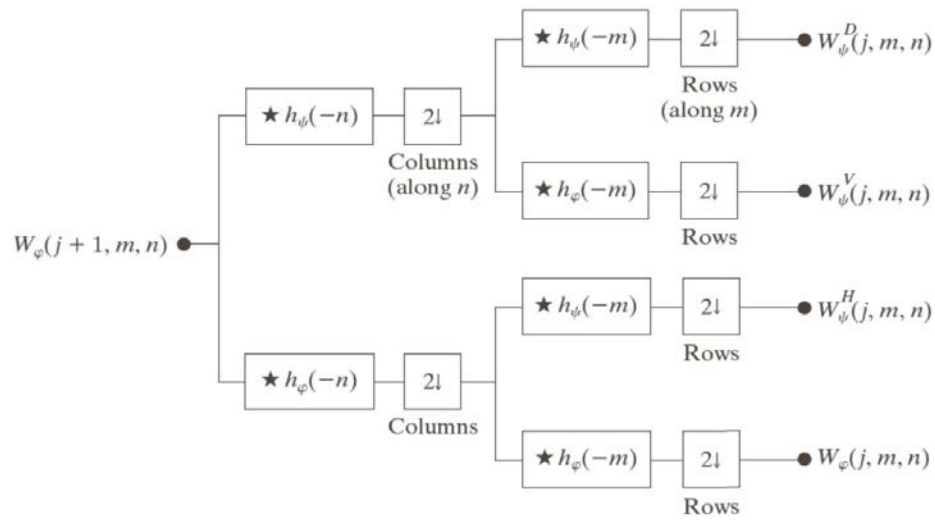 ★ h_ψ(−m)
2↓
W_ψ^D(j, m, n)
Rows
(along m)
★ h_ψ(−n)
2↓
Columns
(along n)
★ h_φ(−m)
2↓
W_ψ^V(j, m, n)
Rows
W_φ(j + 1, m, n)
★ h_ψ(−m)
2↓
W_ψ^H(j, m, n)
Rows
★ h_φ(−n)
2↓
Columns
★ h_φ(−m)
2↓
W_φ(j, m, n)
Rows